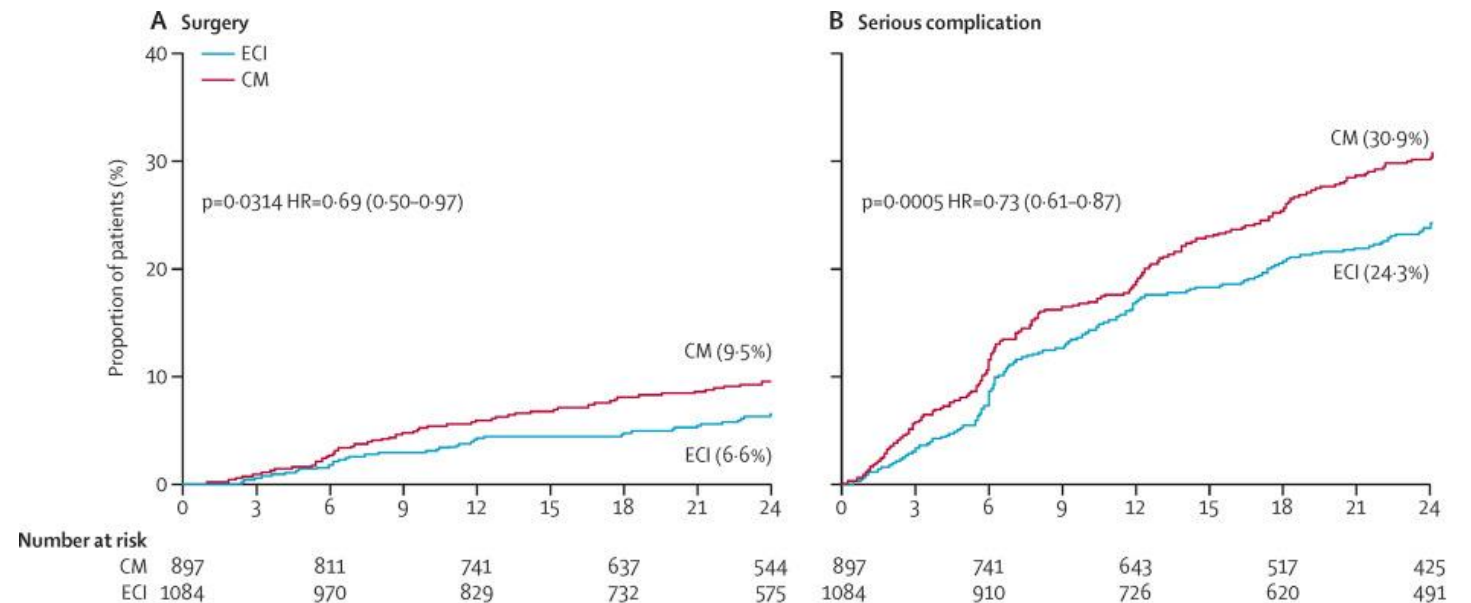 A Surgery
ECI
CM
40
30
20
10
0
Proportion of patients (%)
p=0·0314 HR=0·69 (0·50–0·97)
CM (9·5%)
ECI (6·6%)
0 3 6 9 12 15 18 21 24
B Serious complication
p=0·0005 HR=0·73 (0·61–0·87)
CM (30·9%)
ECI (24·3%)
0 3 6 9 12 15 18 21 24
Number at risk
CM 897 811 741 637 544 897 741 643 517 425
ECI 1084 970 829 732 575 1084 910 726 620 491